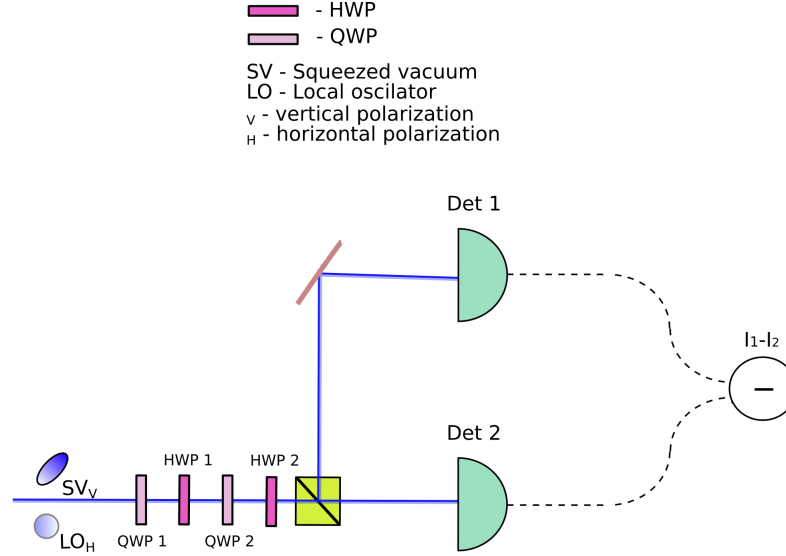 - HWP
- QWP
SV - Squeezed vacuum
LO - Local oscilator
V - vertical polarization
H - horizontal polarization
Det 1
I1-I2
Det 2
HWP 1
HWP 2
SVV
LOH
QWP 1
QWP 2